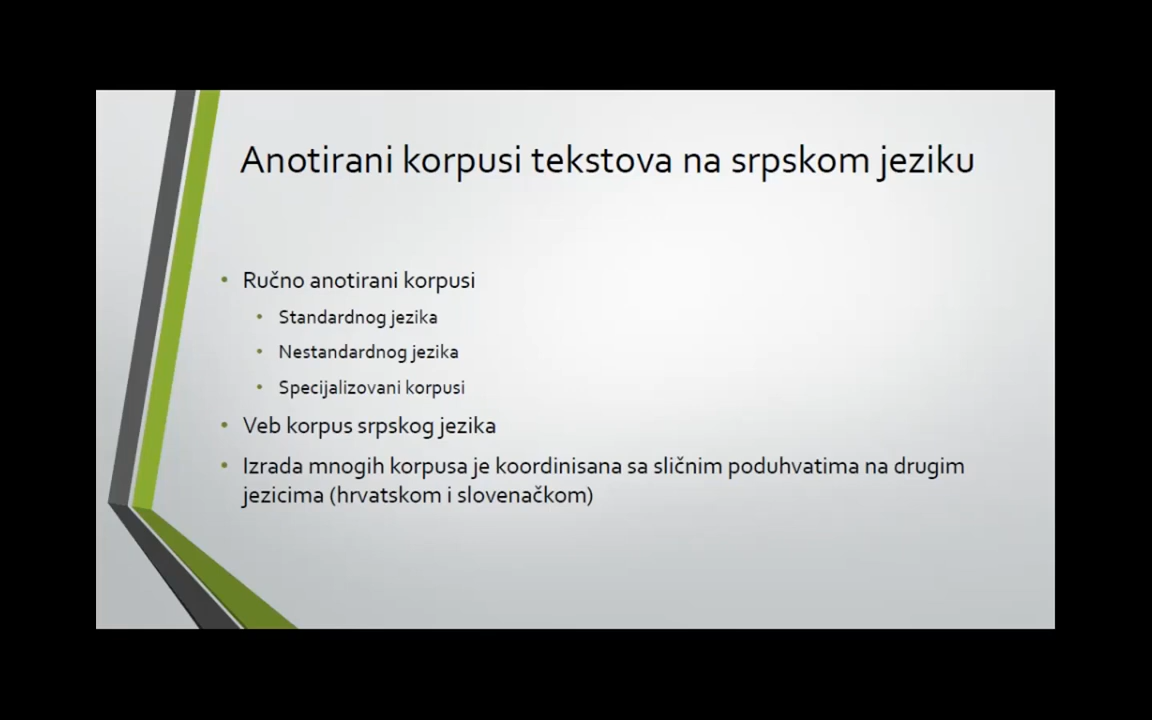 Anotirani korpusi tekstova na srpskom jeziku
• Ručno anotirani korpusi
• Standardnog jezika
• Nestandardnog jezika
• Specijalizovani korpusi
• Veb korpus srpskog jezika
• Izrada mnogih korpusa je koordinisana sa sličnim poduhvatima na drugim
jezicima (hrvatskom i slovenačkom)